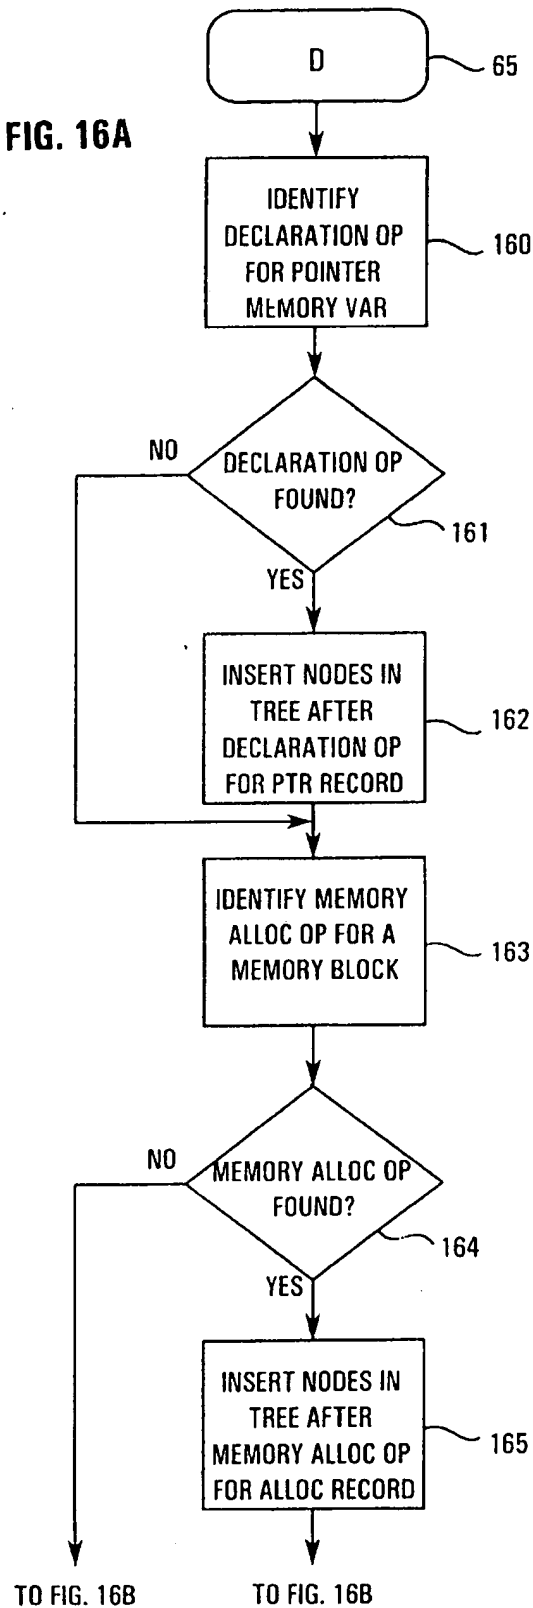 D
65
FIG. 16A
IDENTIFY
DECLARATION OP
FOR POINTER
MEMORY VAR
160
NO
DECLARATION OP
FOUND?
161
YES
INSERT NODES IN
TREE AFTER
DECLARATION OP
FOR PTR RECORD
162
IDENTIFY MEMORY
ALLOC OP FOR A
MEMORY BLOCK
163
NO
MEMORY ALLOC OP
FOUND?
164
YES
INSERT NODES IN
TREE AFTER
MEMORY ALLOC OP
FOR ALLOC RECORD
165
TO FIG. 16B
TO FIG. 16B